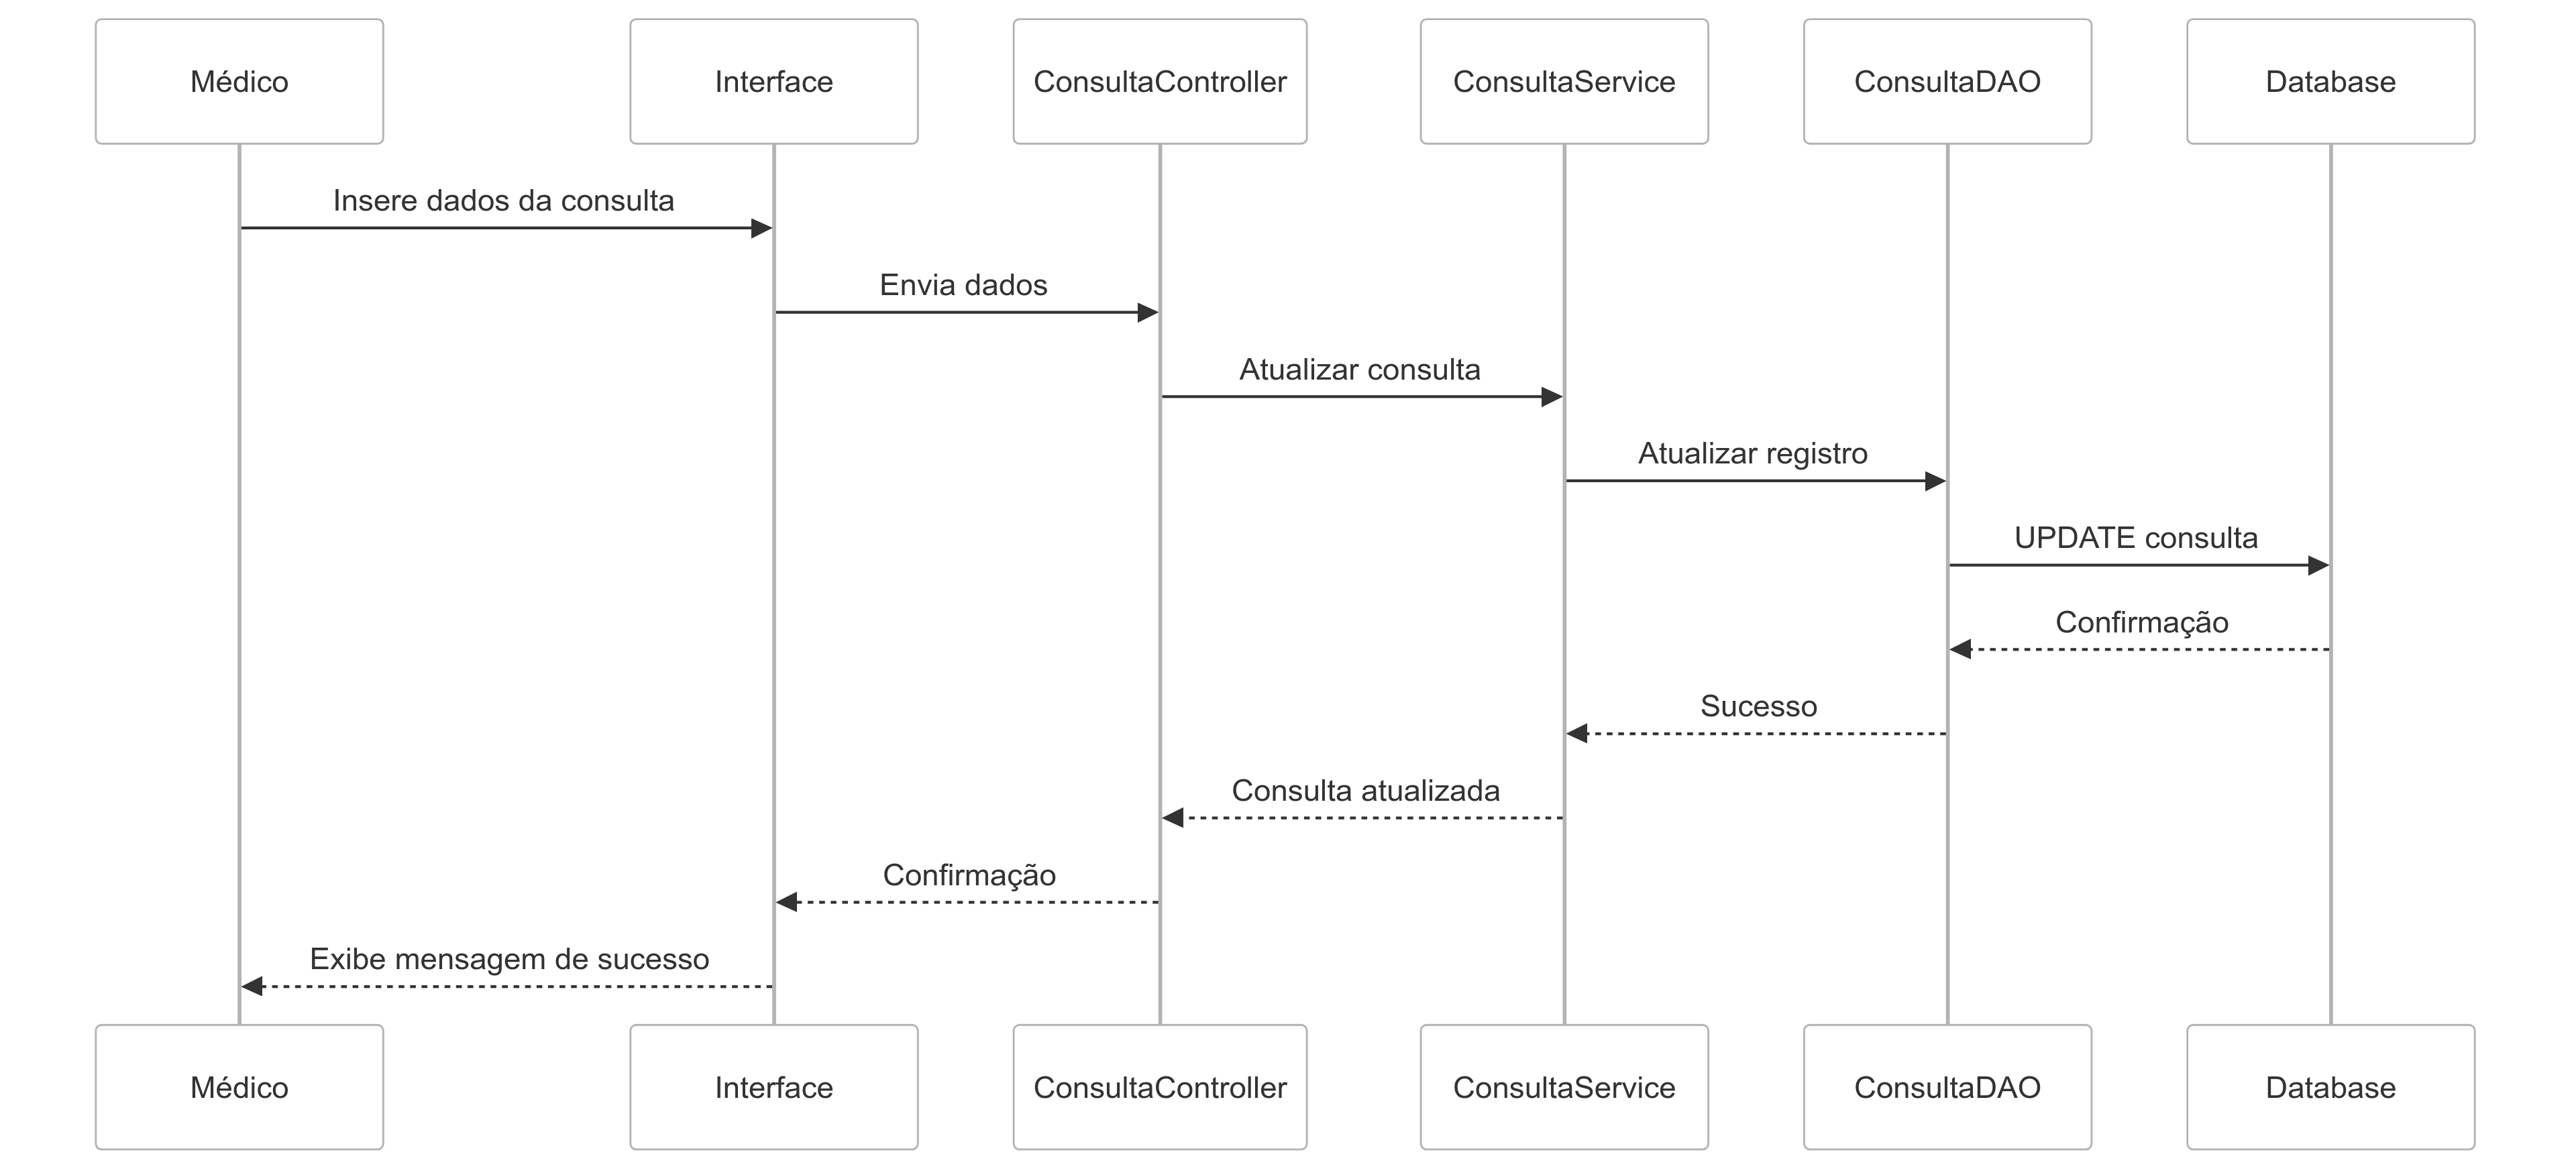 Médico
Interface
ConsultaController
ConsultaService
ConsultaDAO
Database
Insere dados da consulta
Envia dados
Atualizar consulta
Atualizar registro
UPDATE consulta
Confirmação
Sucesso
Consulta atualizada
Confirmação
Exibe mensagem de sucesso
Médico
Interface
ConsultaController
ConsultaService
ConsultaDAO
Database